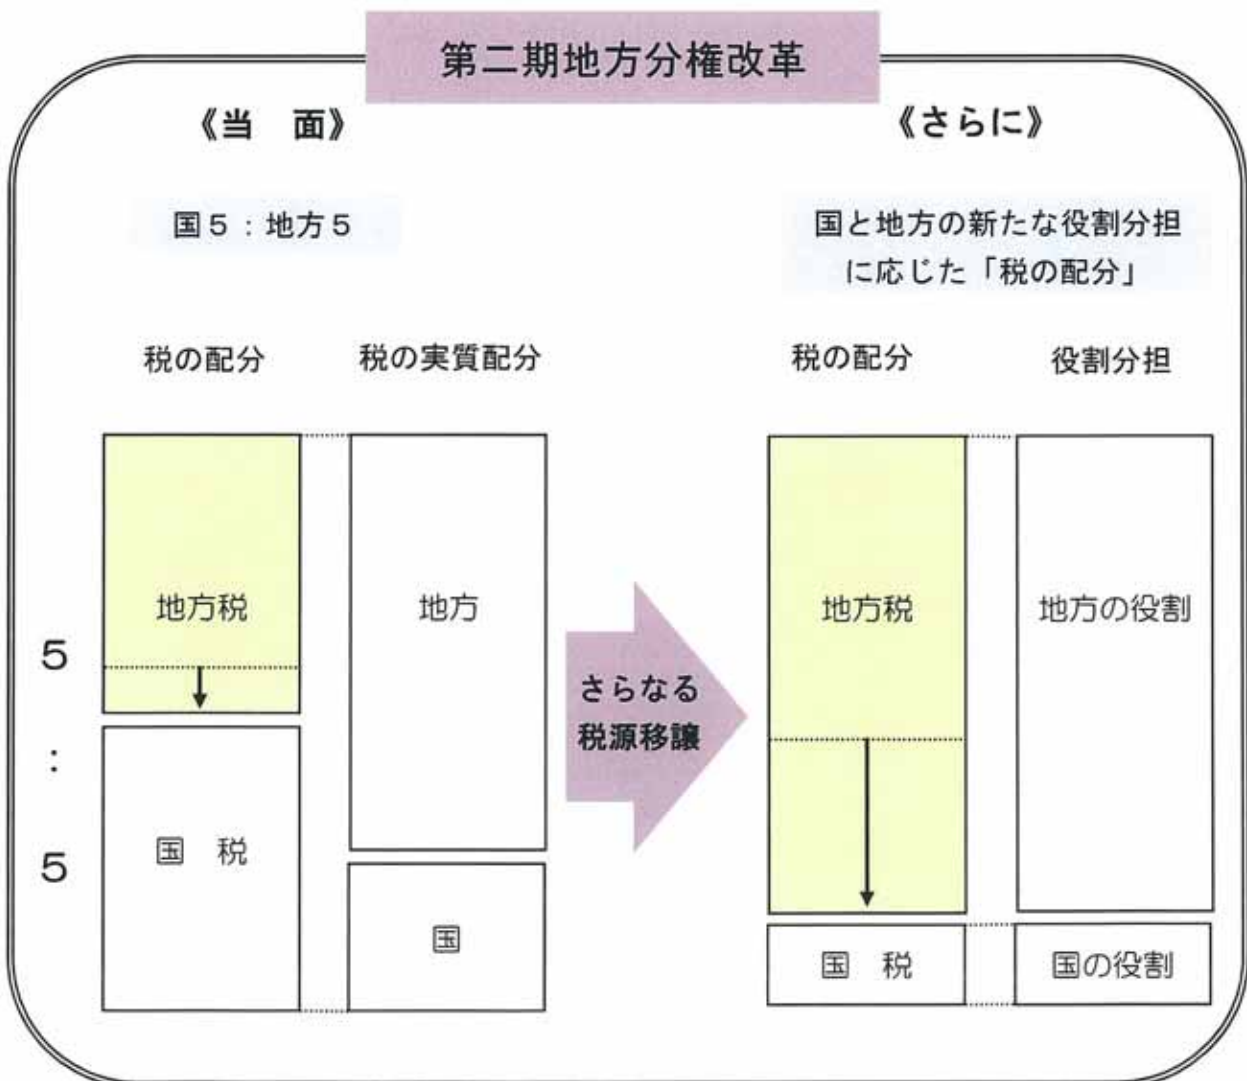 第二期地方分権改革
《当　面》
国５：地方５
税の配分
税の実質配分
地方税
地方
５
：
５
国　税
国
さらなる
税源移譲
《さらに》
国と地方の新たな役割分担
に応じた「税の配分」
税の配分
役割分担
地方税
地方の役割
国　税
国の役割